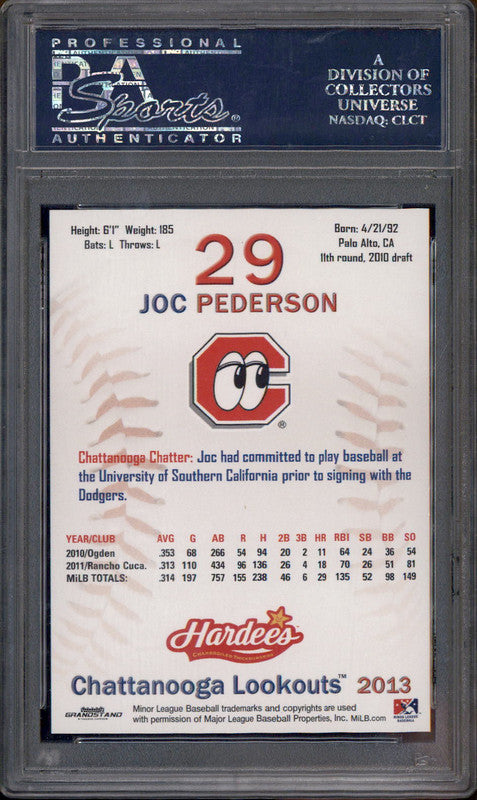 PROFESSIONAL
PSA
Sports
AUTHENTICATOR
A
DIVISION OF
COLLECTORS
UNIVERSE
NASDAQ: CLCT
Height: 6'1" Weight: 185
Bats: L Throws: L
Born: 4/21/92
Palo Alto, CA
11th round, 2010 draft
29
JOC PEDERSON
C
®
Chattanooga Chatter: Joc had committed to play baseball at
the University of Southern California prior to signing with the
Dodgers.
YEAR/CLUB AVG G AB R H 2B 3B HR RBI SB BB SO
2010/Ogden .353 68 266 54 94 20 2 11 64 24 36 54
2011/Rancho Cuca. .313 110 434 96 136 26 4 18 70 26 51 81
MiLB TOTALS: .314 197 757 155 238 46 6 29 135 52 98 149
Hardee's
CHARBROILED THICKBURGERS
Chattanooga Lookouts™ 2013
GRANDSTAND
Minor League Baseball trademarks and copyrights are used
with permission of Major League Baseball Properties, Inc. MiLB.com
MINOR LEAGUE
BASEBALL